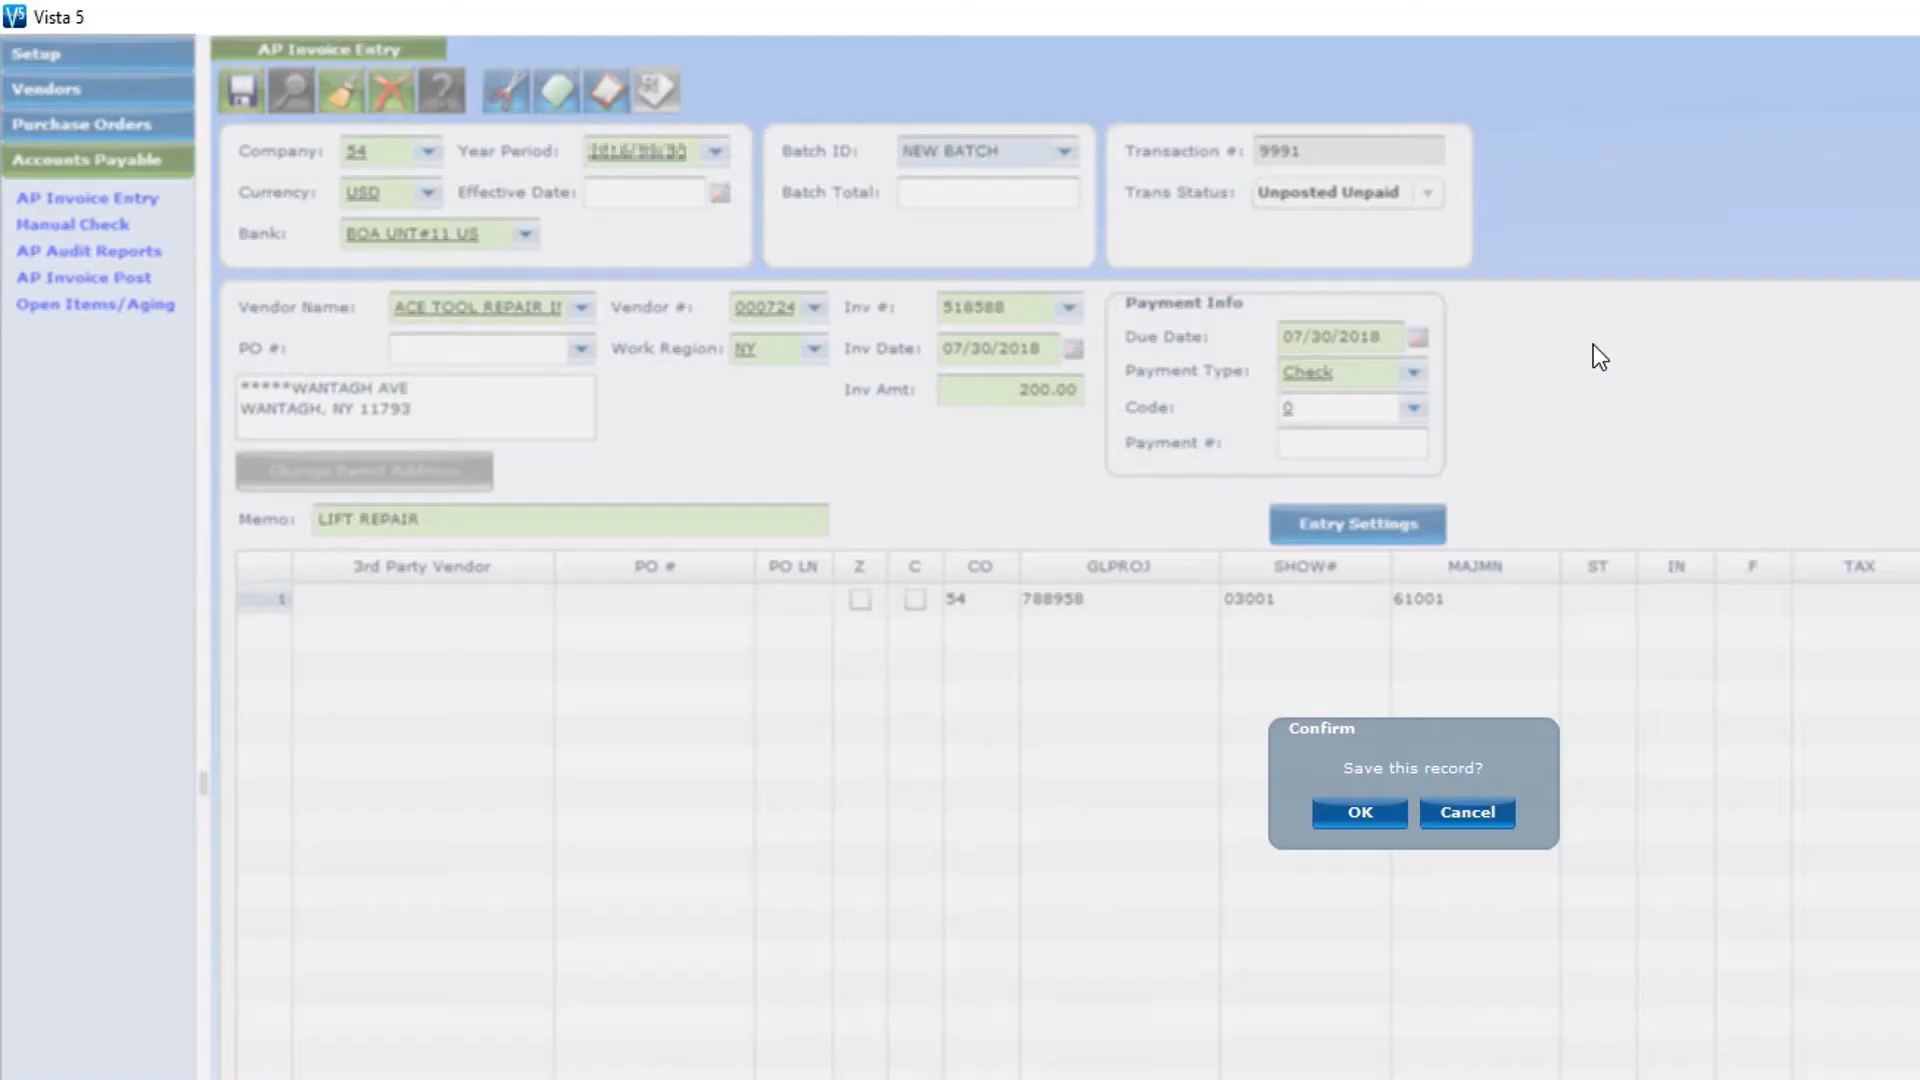 Vista 5
Setup
Vendors
Purchase Orders
Accounts Payable
AP Invoice Entry
Manual Check
AP Audit Reports
AP Invoice Post
Open Items/Aging
AP Invoice Entry
Company: 54 Year Period:
Currency: USD Effective Date:
Bank: BOA UNT#11 US
Batch ID: NEW BATCH
Batch Total:
Transaction #: 9991
Trans Status: Unposted Unpaid
Vendor Name: ACE TOOL REPAIR Vendor #: 000724 Inv #: 518588
PO #: Work Region: NY Inv Date: 07/30/2018
*****WANTAGH AVE
WANTAGH, NY 11793
Inv Amt: 200.00
Payment Info
Due Date: 07/30/2018
Payment Type: Check
Code: 0
Payment #:
Change Remit Address
Memo: LIFT REPAIR
Entry Settings
3rd Party Vendor PO # PO LN Z C CO GLPROJ SHOW# MAJMN ST IN F TAX
1 54 788958 03001 61001
Confirm
Save this record?
OK Cancel